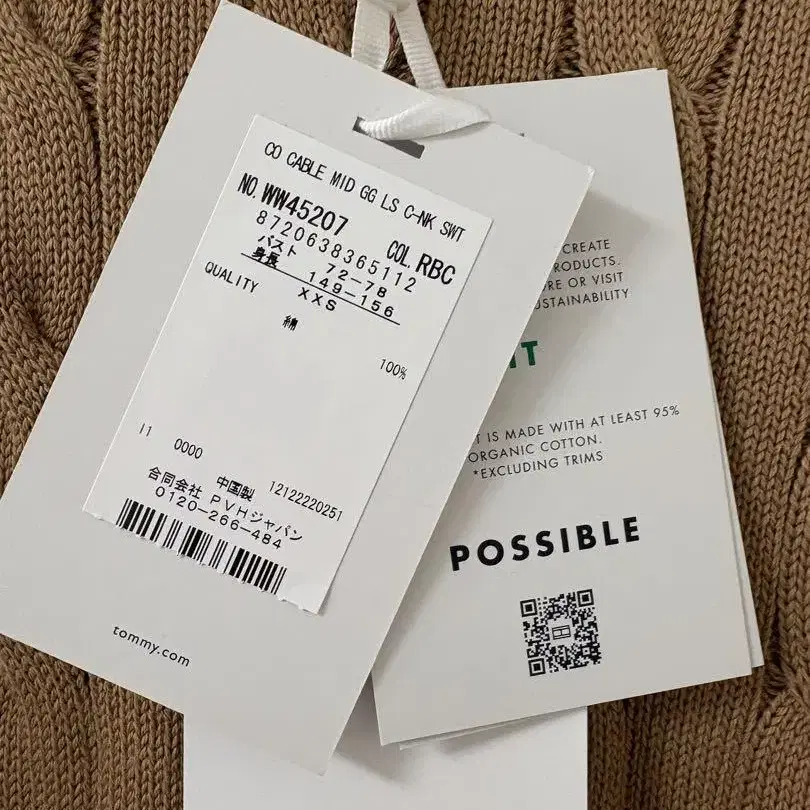 CO CABLE MID GG LS C-NK SWT
NO. WW45207 COL. RBC
8720638365112
バスト 72-78
身長 149-156
QUALITY XXS
綿 100%
I1 0000
中国製 12122220251
合同会社 PVHジャパン
0120-266-484
tommy.com
CREATE
RODUCTS.
RE OR VISIT
USTAINABILITY
IT
T IS MADE WITH AT LEAST 95%
ORGANIC COTTON.
*EXCLUDING TRIMS
POSSIBLE